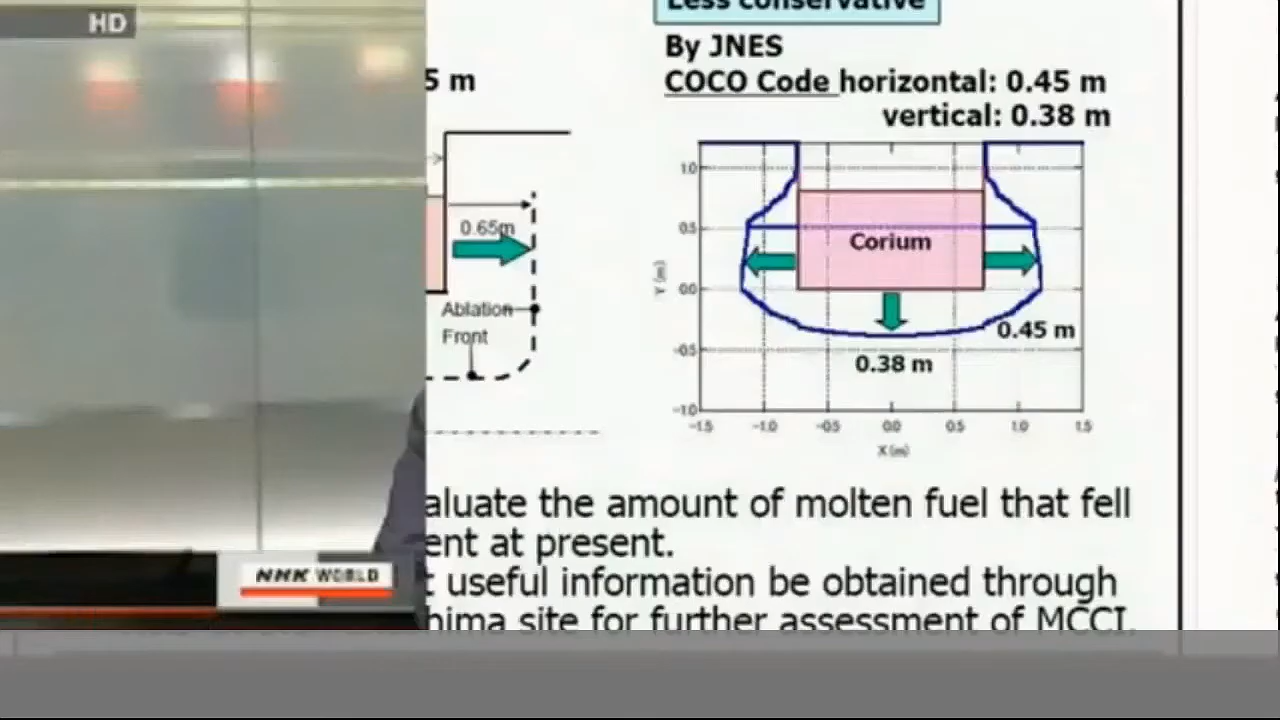 HD
Less conservative
By JNES
5 m
COCO Code horizontal: 0.45 m
vertical: 0.38 m
0.65m
Ablation
Front
1.0
0.5
0.0
-0.5
-1.0
Y (m)
Corium
0.45 m
0.38 m
-1.5 -1.0 -0.5 0.0 0.5 1.0 1.5
X (m)
aluate the amount of molten fuel that fell
ent at present.
t useful information be obtained through
hima site for further assessment of MCCI.
NHK WORLD